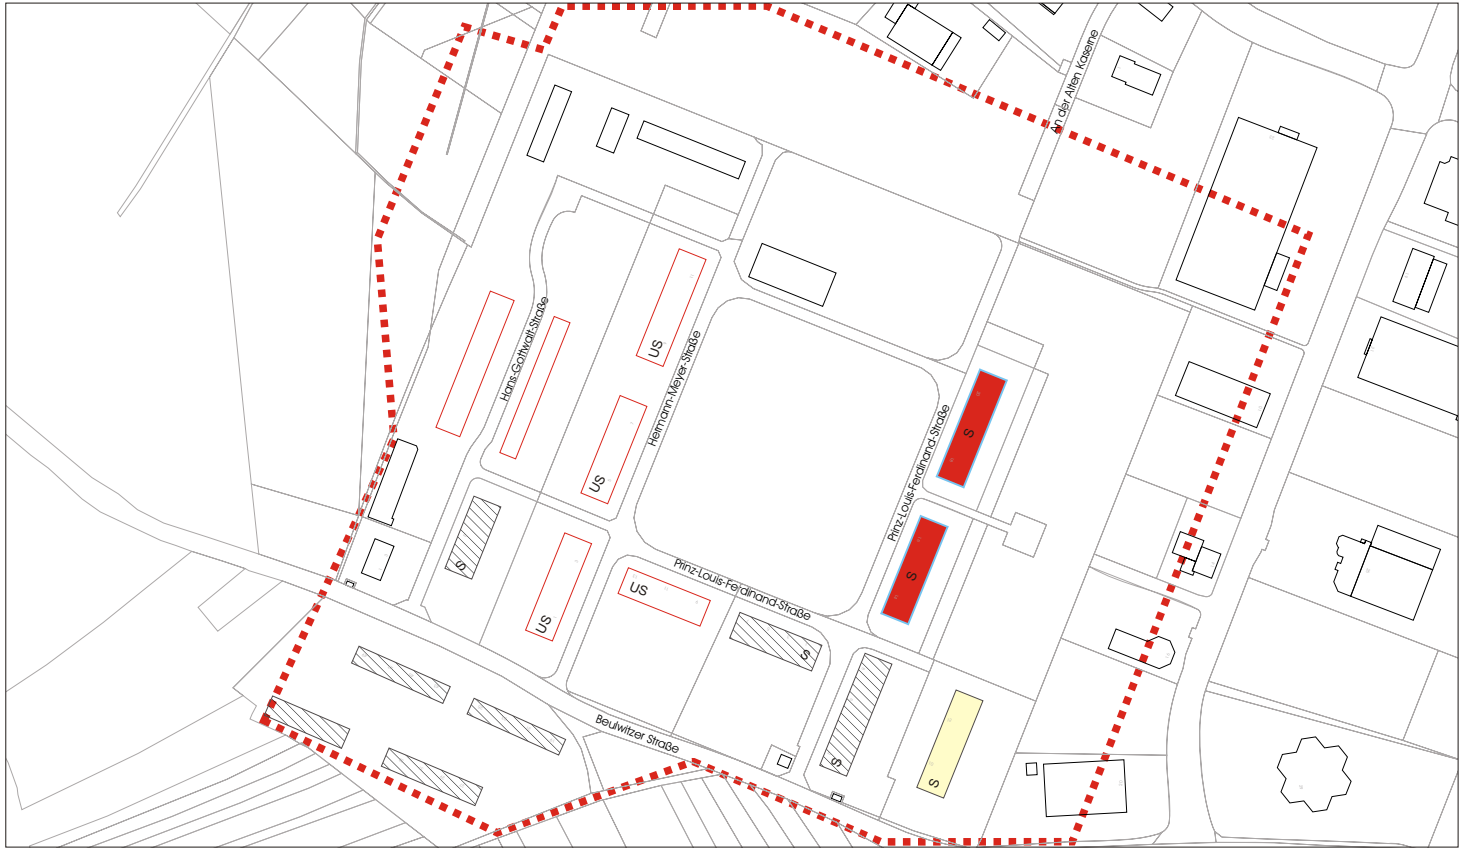 An der Alten Kaserne
Hans-Gottwalt-Straße
US
Hermann-Meyer-Straße
US
Prinz-Louis-Ferdinand-Straße
S
S
S
US
US
Prinz-Louis-Ferdinand-Straße
S
Beulwitzer Straße
S
S